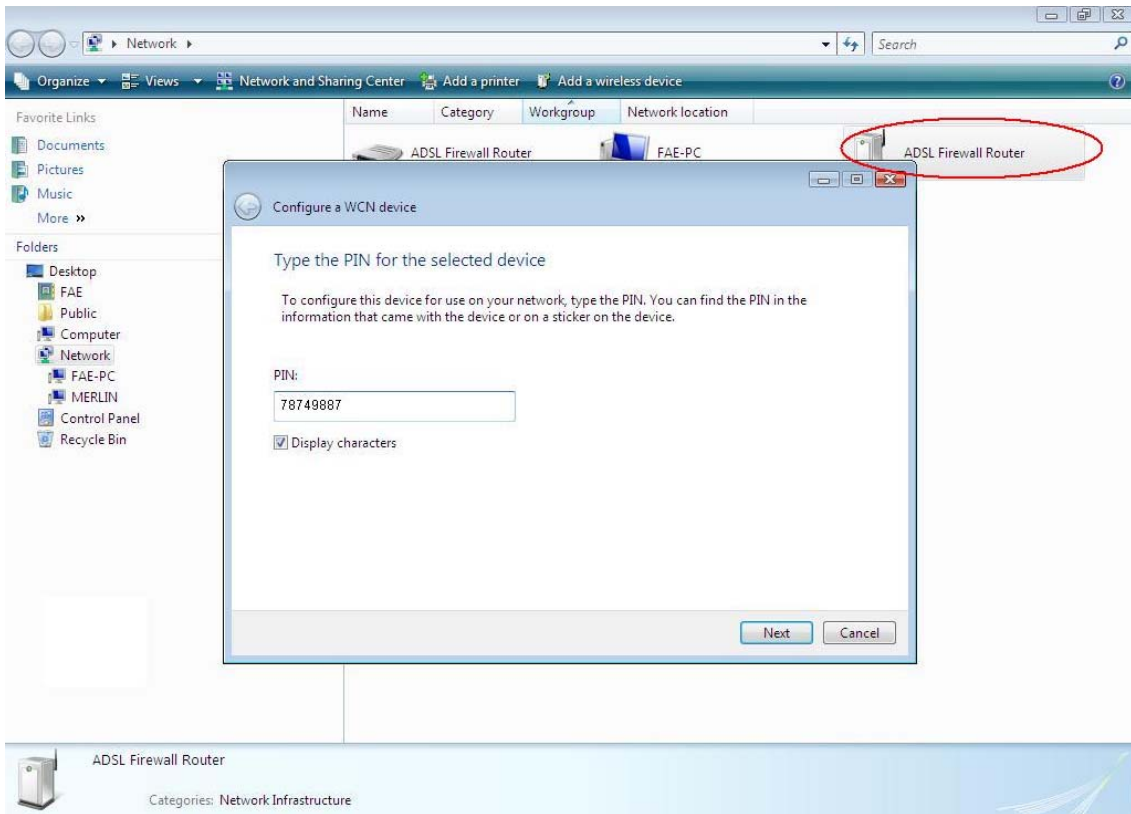 Network
Search
Organize Views Network and Sharing Center Add a printer Add a wireless device
Favorite Links
Documents
Pictures
Music
More »
Folders
Desktop
FAE
Public
Computer
Network
FAE-PC
MERLIN
Control Panel
Recycle Bin
Name Category Workgroup Network location
ADSL Firewall Router FAE-PC ADSL Firewall Router
Configure a WCN device
Type the PIN for the selected device
To configure this device for use on your network, type the PIN. You can find the PIN in the
information that came with the device or on a sticker on the device.
PIN:
78749887
Display characters
Next Cancel
ADSL Firewall Router
Categories: Network Infrastructure